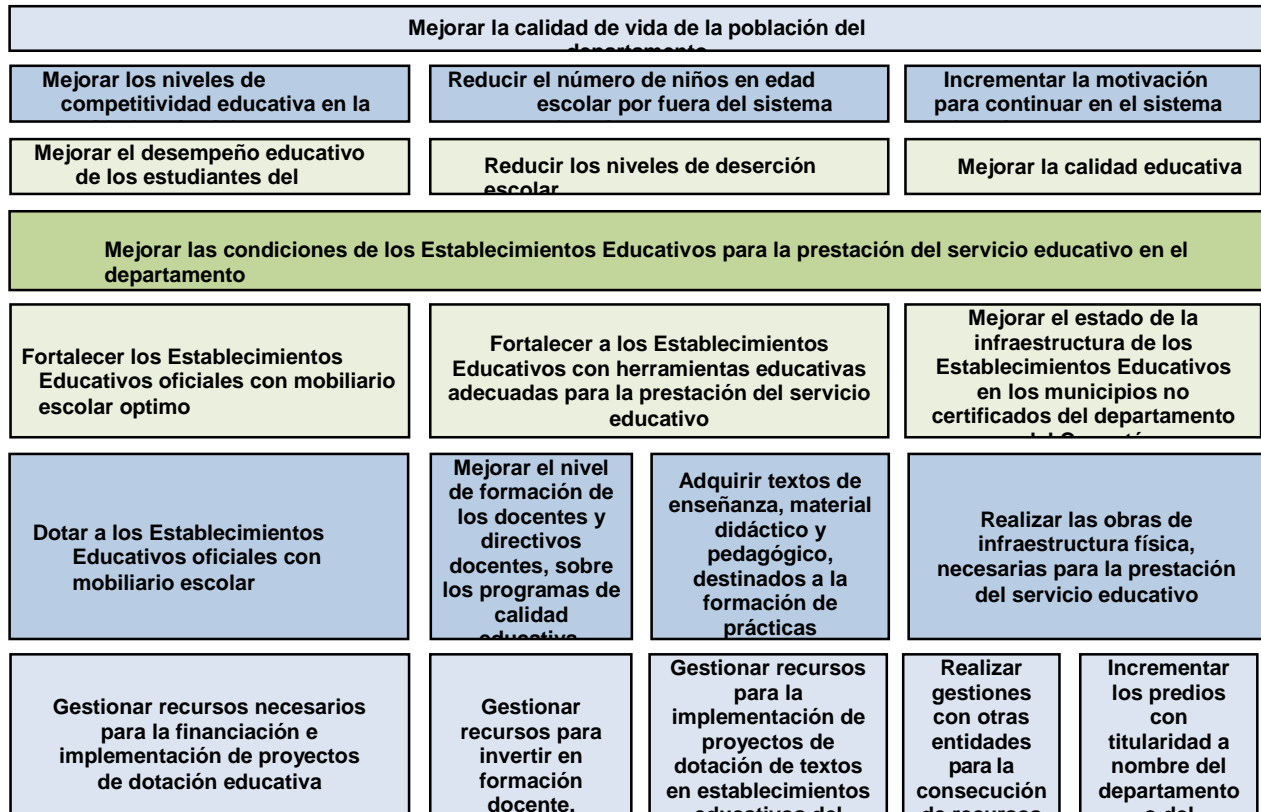 Mejorar la calidad de vida de la población del
departamento
Mejorar los niveles de
competitividad educativa en la
Reducir el número de niños en edad
escolar por fuera del sistema
Incrementar la motivación
para continuar en el sistema
Mejorar el desempeño educativo
de los estudiantes del
Reducir los niveles de deserción
escolar
Mejorar la calidad educativa
Mejorar las condiciones de los Establecimientos Educativos para la prestación del servicio educativo en el
departamento
Fortalecer los Establecimientos
Educativos oficiales con mobiliario
escolar optimo
Fortalecer a los Establecimientos
Educativos con herramientas educativas
adecuadas para la prestación del servicio
educativo
Mejorar el estado de la
infraestructura de los
Establecimientos Educativos
en los municipios no
certificados del departamento
Dotar a los Establecimientos
Educativos oficiales con
mobiliario escolar
Mejorar el nivel
de formación de
los docentes y
directivos
docentes, sobre
los programas de
calidad
educativa
Adquirir textos de
enseñanza, material
didáctico y
pedagógico,
destinados a la
formación de
prácticas
Realizar las obras de
infraestructura física,
necesarias para la prestación
del servicio educativo
Gestionar recursos necesarios
para la financiación e
implementación de proyectos
de dotación educativa
Gestionar
recursos para
invertir en
formación
docente.
Gestionar recursos
para la
implementación de
proyectos de
dotación de textos
en establecimientos
educativos del
Realizar
gestiones
con otras
entidades
para la
consecución
de recursos
Incrementar
los predios
con
titularidad a
nombre del
departamento
o del